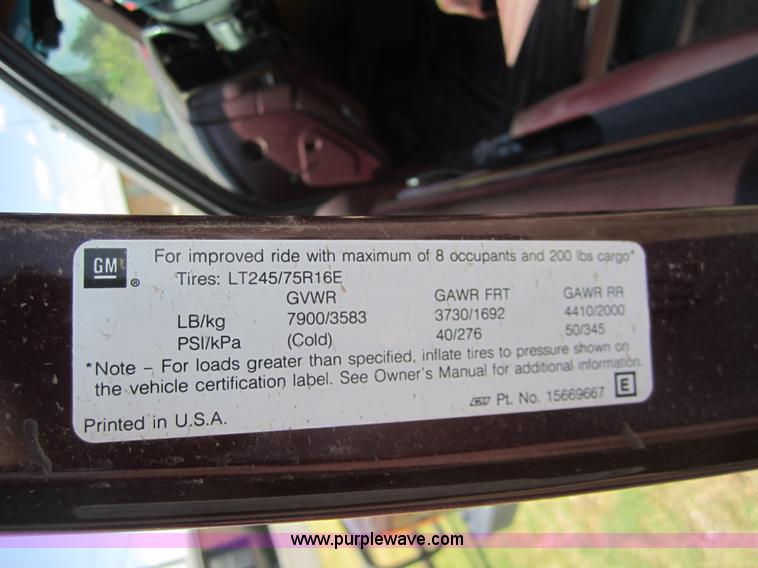 GM ® For improved ride with maximum of 8 occupants and 200 lbs cargo*
Tires: LT245/75R16E
GVWR GAWR FRT GAWR RR
LB/kg 7900/3583 3730/1692 4410/2000
PSI/kPa (Cold) 40/276 50/345
*Note – For loads greater than specified, inflate tires to pressure shown on
the vehicle certification label. See Owner's Manual for additional information.
Pt. No. 15669667 E
Printed in U.S.A.
www.purplewave.com